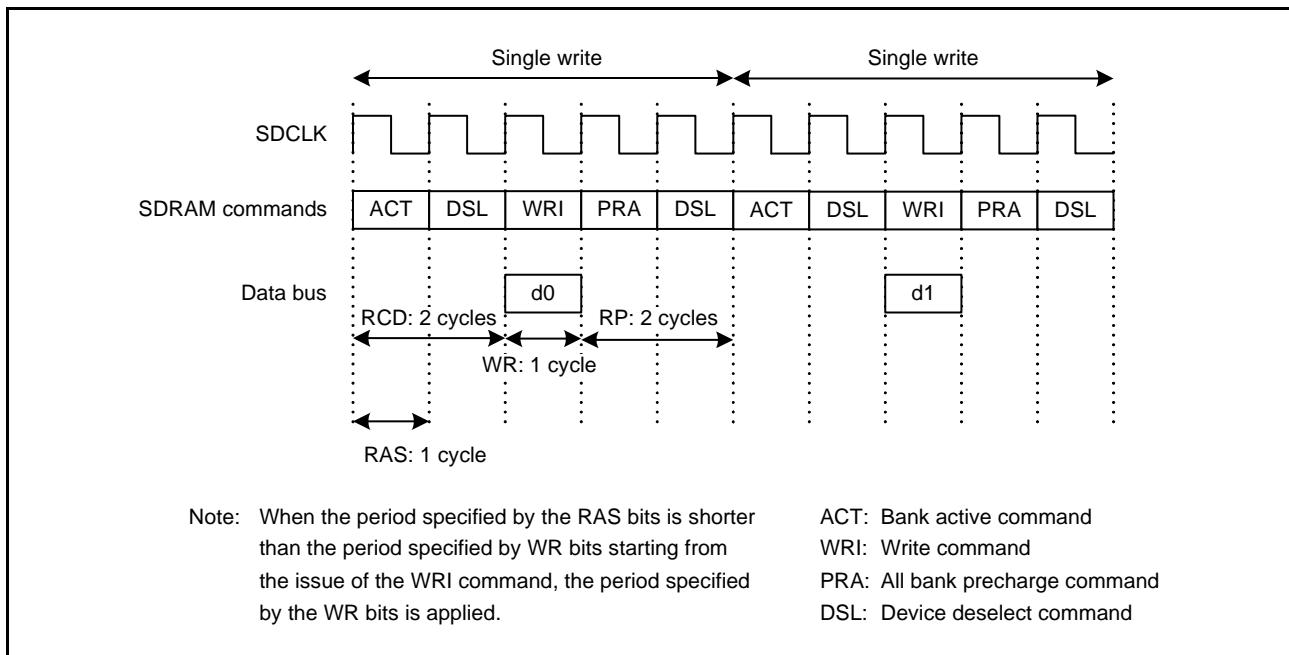 Single write Single write
SDCLK
SDRAM commands ACT DSL WRI PRA DSL ACT DSL WRI PRA DSL
Data bus d0 d1
RCD: 2 cycles RP: 2 cycles
WR: 1 cycle
RAS: 1 cycle
Note: When the period specified by the RAS bits is shorter
than the period specified by WR bits starting from
the issue of the WRI command, the period specified
by the WR bits is applied.
ACT: Bank active command
WRI: Write command
PRA: All bank precharge command
DSL: Device deselect command